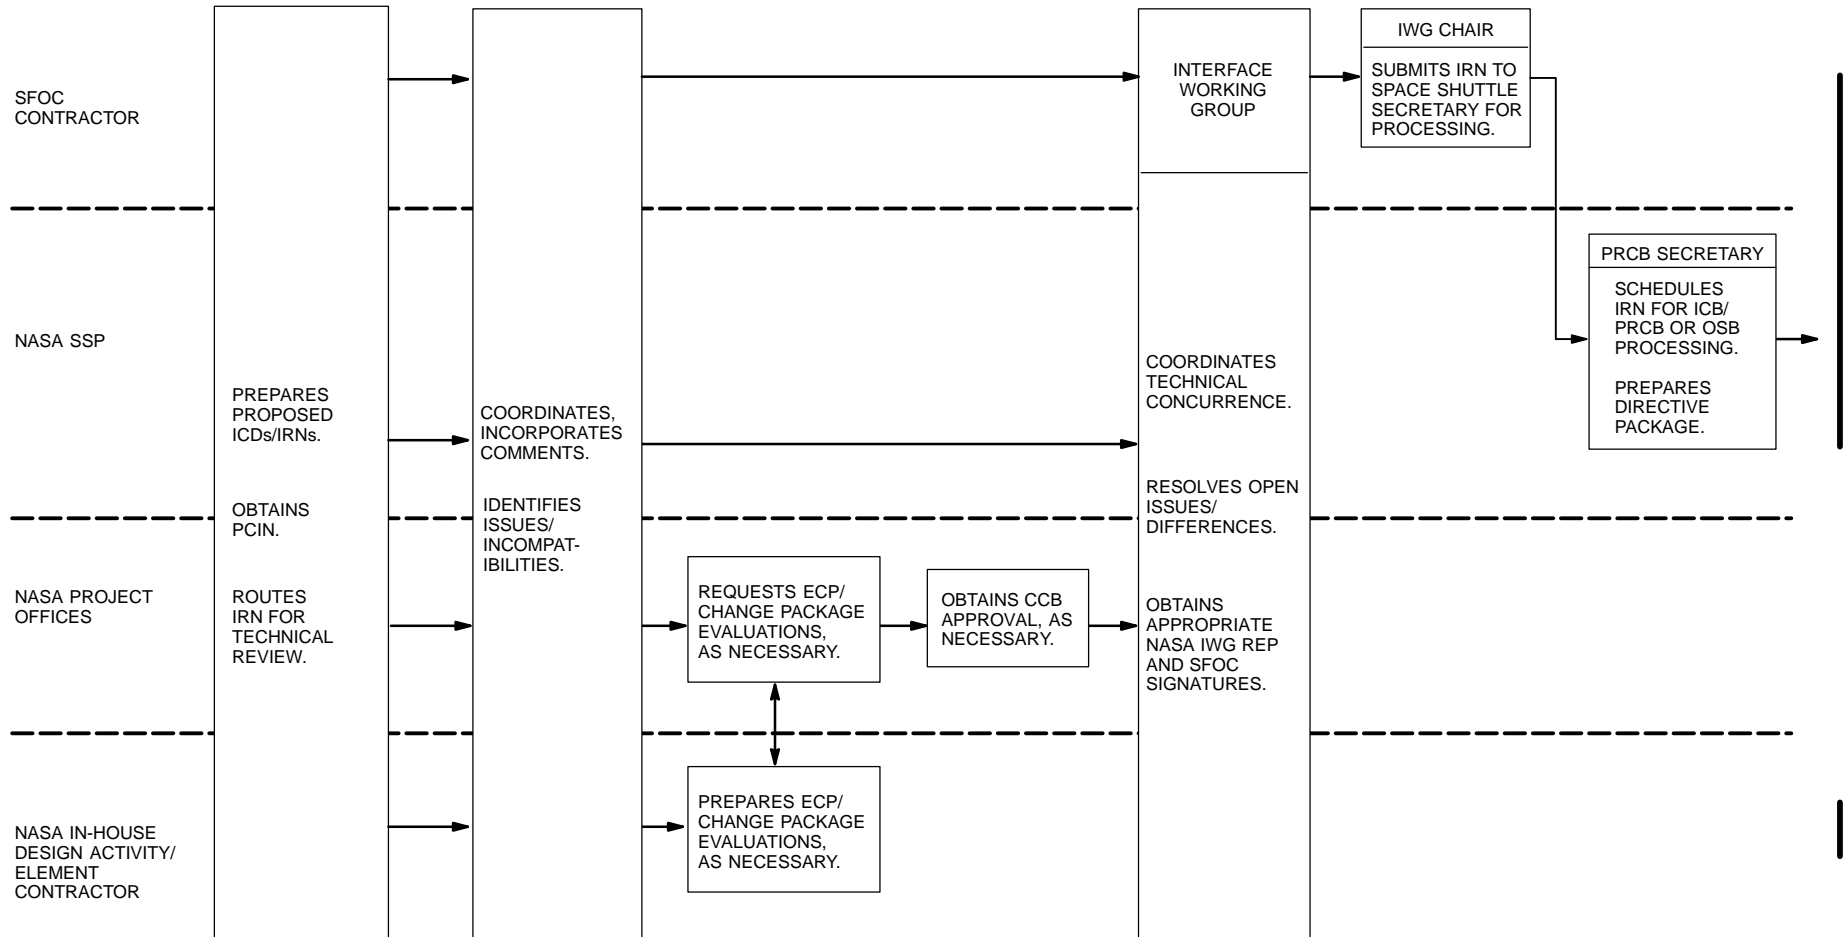 SFOC
CONTRACTOR
NASA SSP
NASA PROJECT
OFFICES
NASA IN-HOUSE
DESIGN ACTIVITY/
ELEMENT
CONTRACTOR
PREPARES
PROPOSED
ICDs/IRNs.
OBTAINS
PCIN.
ROUTES
IRN FOR
TECHNICAL
REVIEW.
COORDINATES,
INCORPORATES
COMMENTS.
IDENTIFIES
ISSUES/
INCOMPAT-
IBILITIES.
REQUESTS ECP/
CHANGE PACKAGE
EVALUATIONS,
AS NECESSARY.
PREPARES ECP/
CHANGE PACKAGE
EVALUATIONS,
AS NECESSARY.
OBTAINS CCB
APPROVAL, AS
NECESSARY.
INTERFACE
WORKING
GROUP
COORDINATES
TECHNICAL
CONCURRENCE.
RESOLVES OPEN
ISSUES/
DIFFERENCES.
OBTAINS
APPROPRIATE
NASA IWG REP
AND SFOC
SIGNATURES.
IWG CHAIR
SUBMITS IRN TO
SPACE SHUTTLE
SECRETARY FOR
PROCESSING.
PRCB SECRETARY
SCHEDULES
IRN FOR ICB/
PRCB OR OSB
PROCESSING.
PREPARES
DIRECTIVE
PACKAGE.